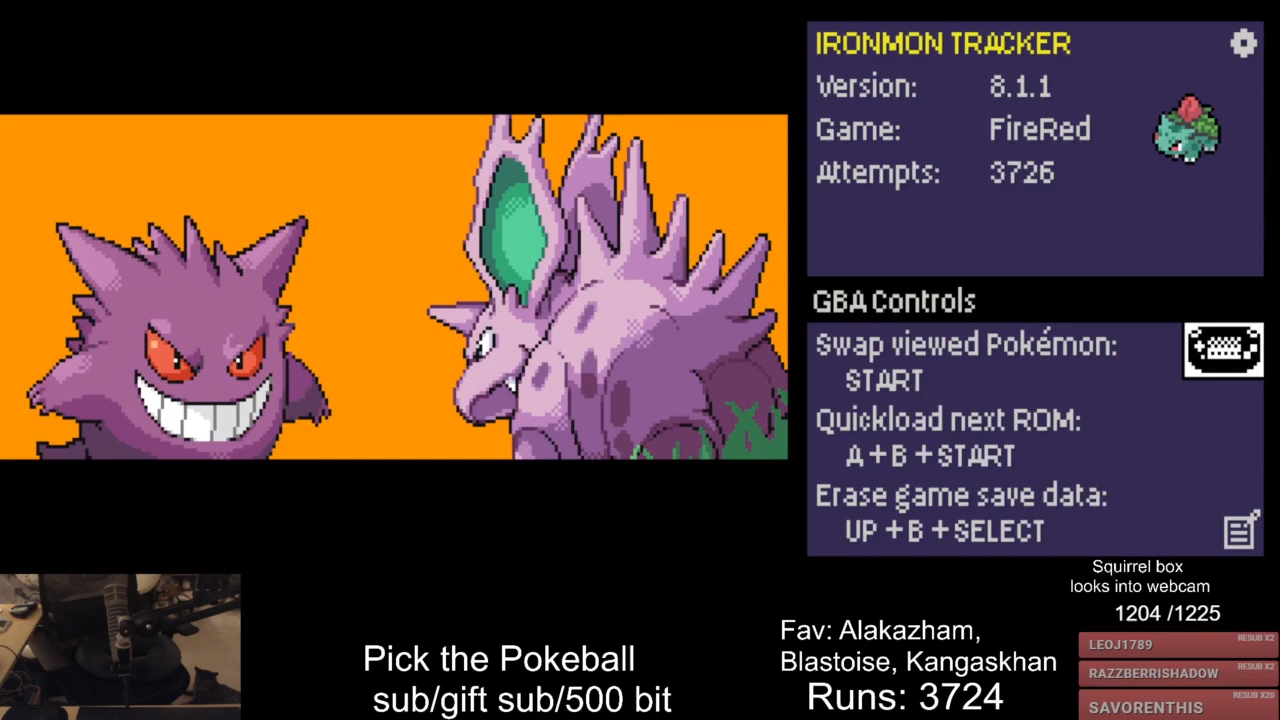 IRONMON TRACKER
Version: 8.1.1
Game: FireRed
Attempts: 3726
GBA Controls
Swap viewed Pokémon:
START
Quickload next ROM:
A + B + START
Erase game save data:
UP + B + SELECT
Squirrel box
looks into webcam
1204 /1225
Pick the Pokeball
sub/gift sub/500 bit
Fav: Alakazham,
Blastoise, Kangaskhan
Runs: 3724
LEOJ1789 RESUB X2
RAZZBERRISHADOW RESUB X2
SAVORENTHIS RESUB X20